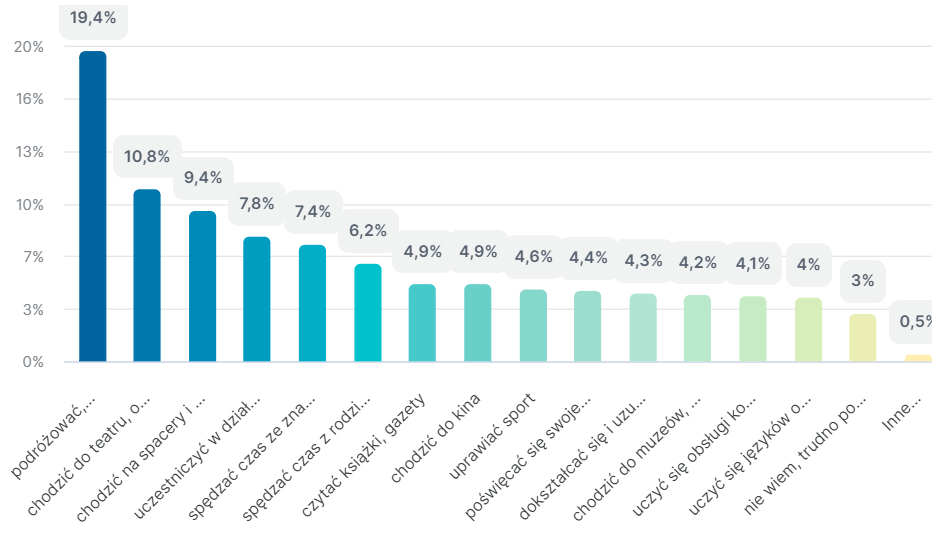 19,4%
10,8%
9,4%
7,8%
7,4%
6,2%
4,9%
4,9%
4,6%
4,4%
4,3%
4,2%
4,1%
4%
3%
0,5%
20%
16%
13%
10%
7%
3%
0%
podróżować,...
chodzić do teatru, o...
chodzić na spacery i ...
uczestniczyć w dział...
spędzać czas ze zna...
spędzać czas z rodzi...
czytać książki, gazety
chodzić do kina
uprawiać sport
poświęcać się swoje...
dokształcać się i uzu...
chodzić do muzeów, ...
uczyć się obsługi ko...
uczyć się języków o...
nie wiem, trudno po...
Inne...